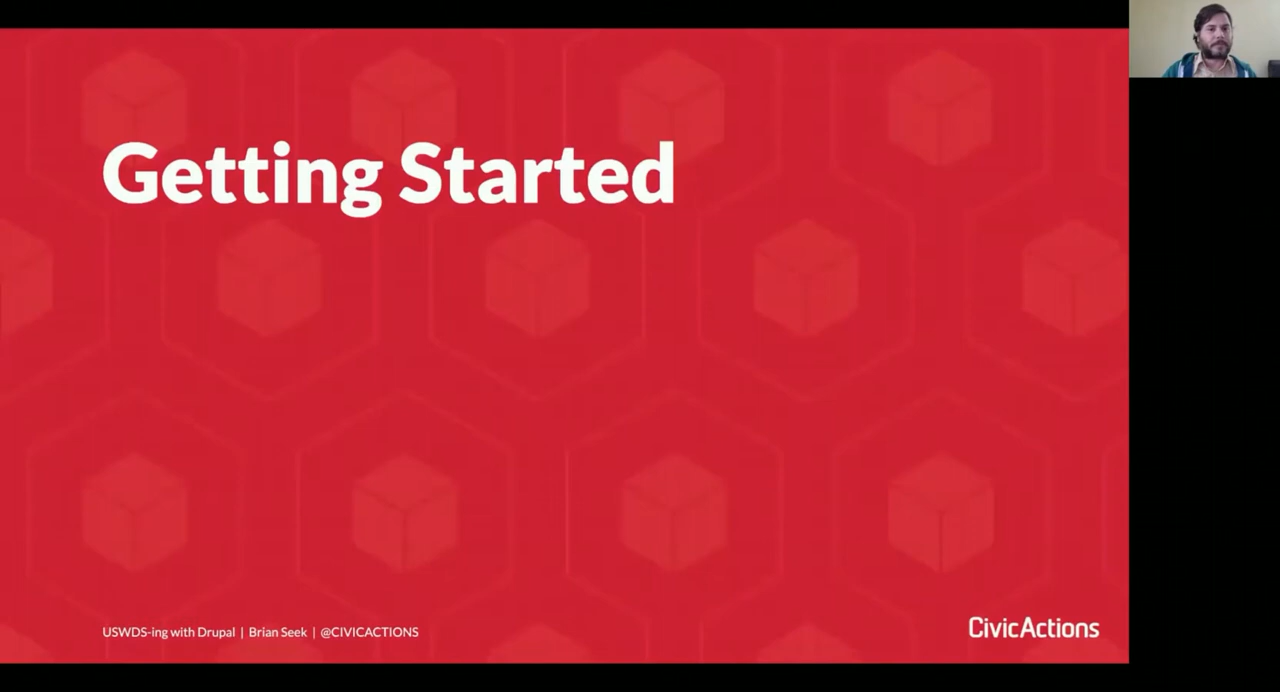 Getting Started
USWDS-ing with Drupal | Brian Seek | @CIVICACTIONS
CivicActions